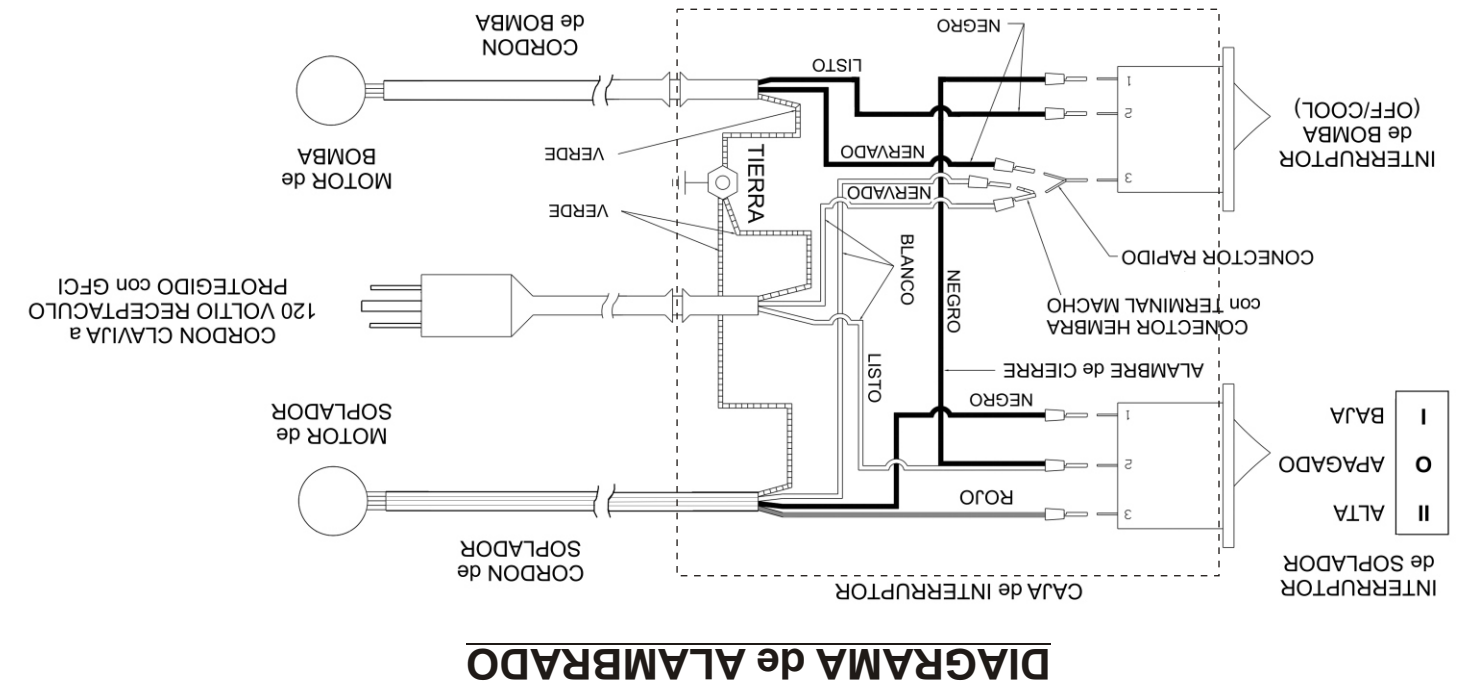 DIAGRAMA de ALAMBRADO
INTERRUPTOR
de SOPLADOR
II
ALTA
O
APAGADO
I
BAJA
CAJA de INTERRUPTOR
3
2
1
ROJO
NEGRO
CORDON de
SOPLADOR
MOTOR de
SOPLADOR
ALAMBRE de CIERRE
LISTO
NEGRO
BLANCO
CONECTOR HEMBRA
con TERMINAL MACHO
CONECTOR RAPIDO
CORDON CLAVIJA a
120 VOLTIO RECEPTACULO
PROTEGIDO con GFCI
VERDE
TIERRA
VERDE
NERVADO
NERVADO
INTERRUPTOR
de BOMBA
(OFF/COOL)
3
2
1
MOTOR de
BOMBA
LISTO
NEGRO
CORDON
de BOMBA